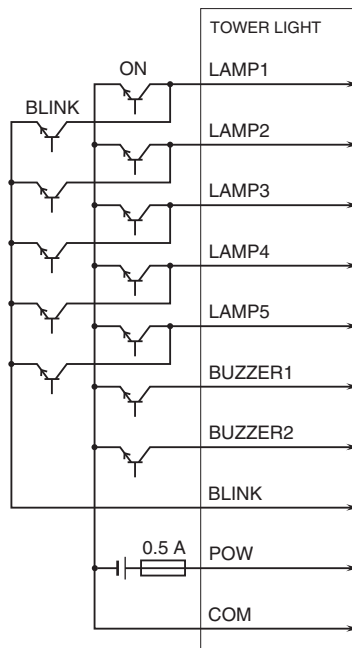 TOWER LIGHT
ON
LAMP1
BLINK
LAMP2
LAMP3
LAMP4
LAMP5
BUZZER1
BUZZER2
BLINK
0.5 A
POW
COM